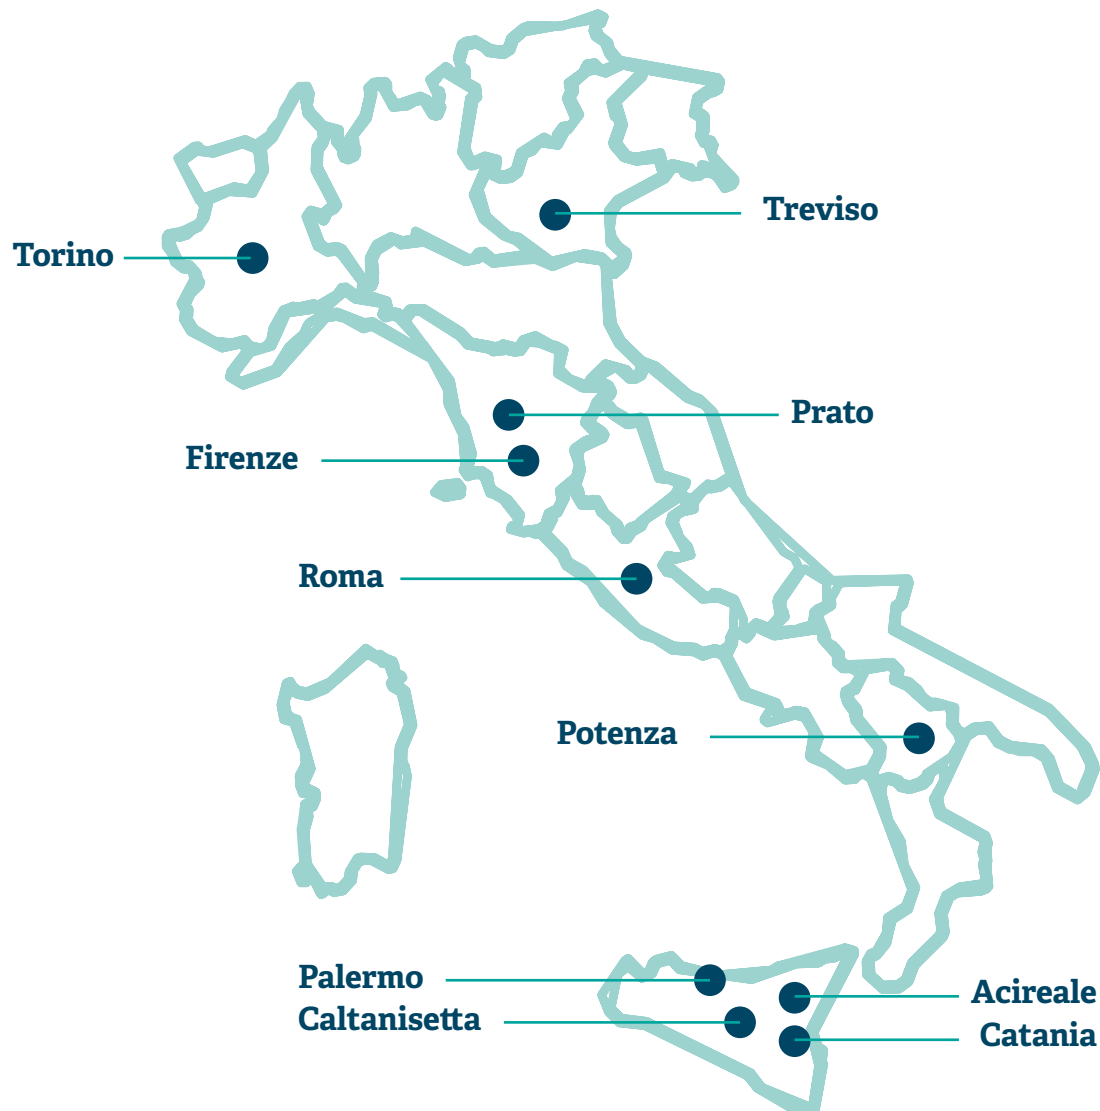 Treviso
Torino
Prato
Firenze
Roma
Potenza
Palermo
Acireale
Caltanisetta
Catania